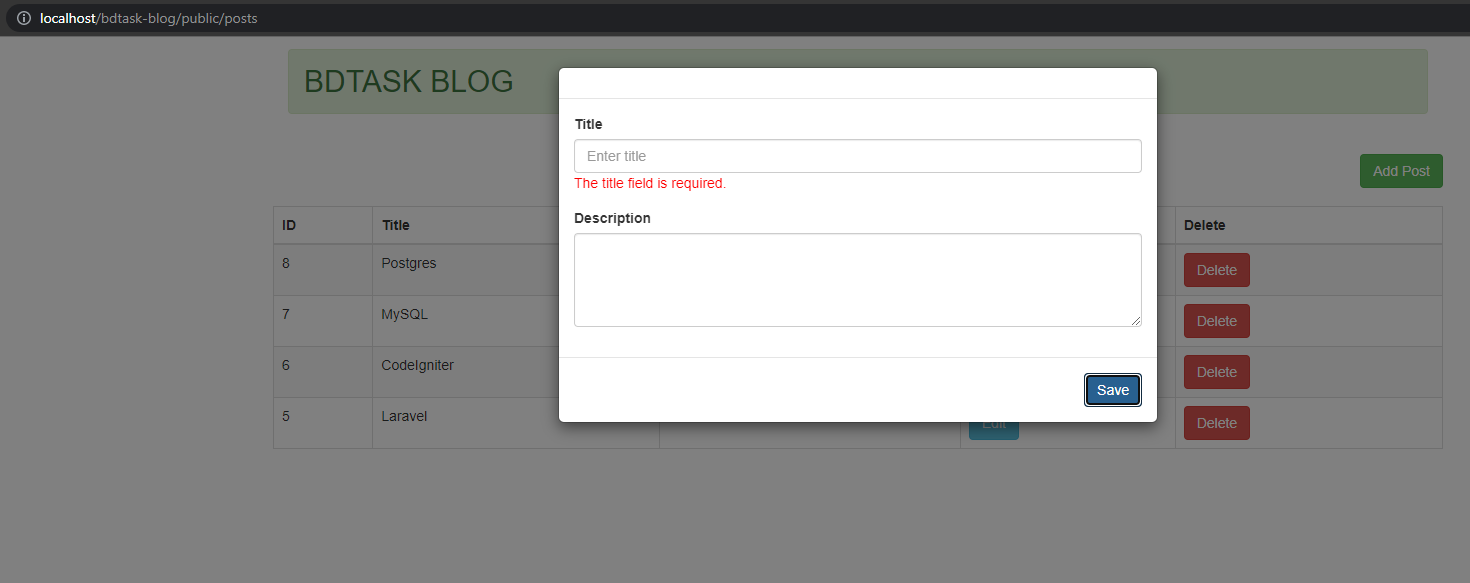 localhost/bdtask-blog/public/posts
BDTASK BLOG
Title
Enter title
The title field is required.
Description
Save
Add Post
ID Title Delete
8 Postgres Delete
7 MySQL Delete
6 CodeIgniter Delete
5 Laravel Edit Delete